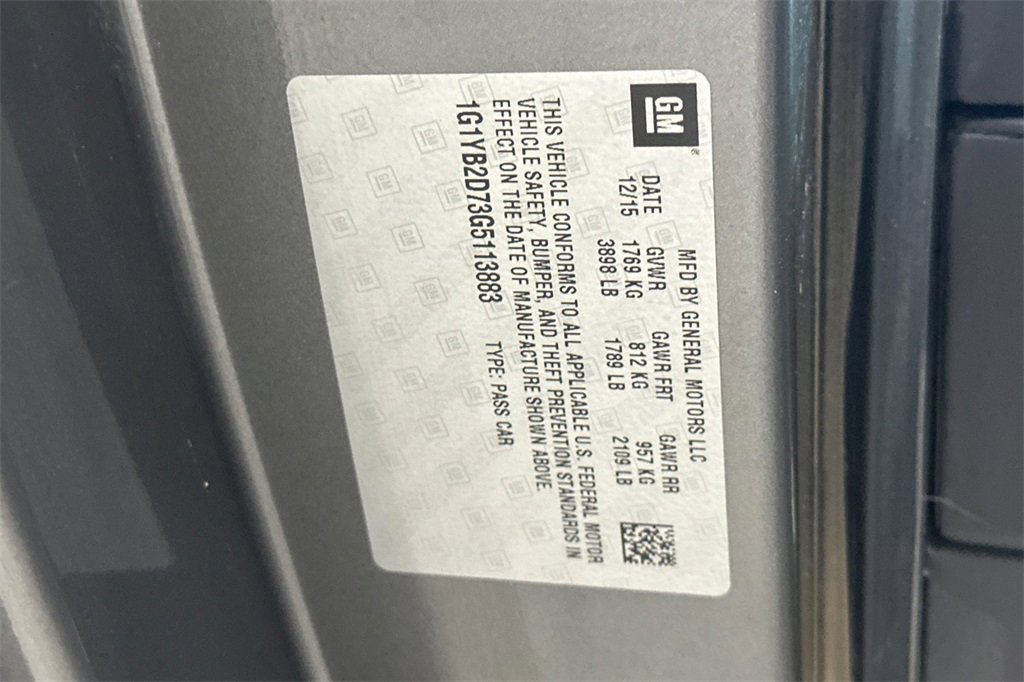 GM
MFD BY GENERAL MOTORS LLC
DATE GVWR GAWR FRT GAWR RR
12/15 1769 KG 812 KG 957 KG
3898 LB 1789 LB 2109 LB
THIS VEHICLE CONFORMS TO ALL APPLICABLE U.S. FEDERAL MOTOR
VEHICLE SAFETY, BUMPER, AND THEFT PREVENTION STANDARDS IN
EFFECT ON THE DATE OF MANUFACTURE SHOWN ABOVE.
1G1YB2D73G5113883 TYPE: PASS CAR